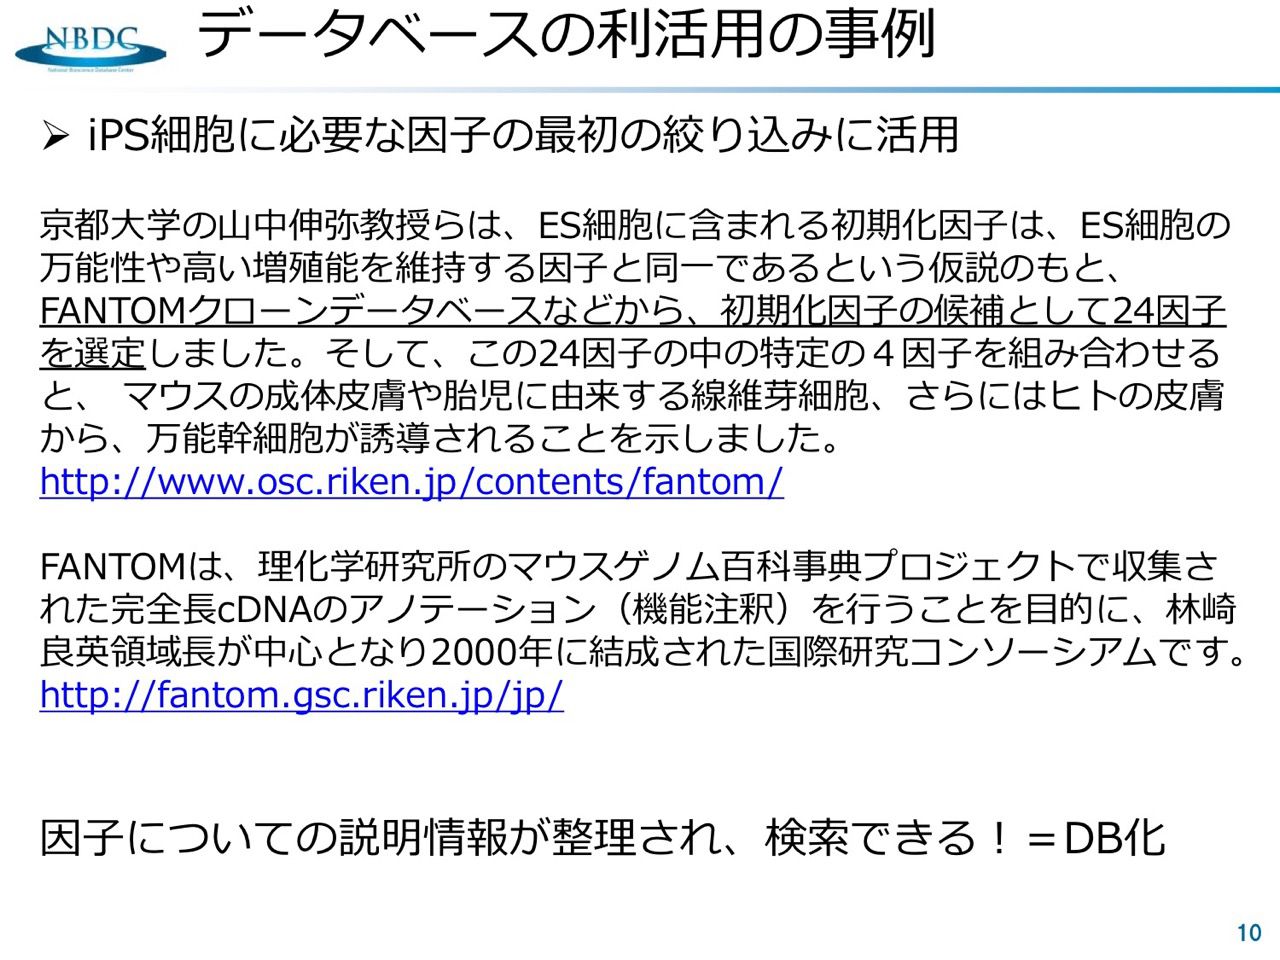 NBDC
National Bioscience Database Center
データベースの利活用の事例
➢ iPS細胞に必要な因子の最初の絞り込みに活用
京都大学の山中伸弥教授らは、ES細胞に含まれる初期化因子は、ES細胞の
万能性や高い増殖能を維持する因子と同一であるという仮説のもと、
FANTOMクローンデータベースなどから、初期化因子の候補として24因子
を選定しました。そして、この24因子の中の特定の４因子を組み合わせる
と、 マウスの成体皮膚や胎児に由来する線維芽細胞、さらにはヒトの皮膚
から、万能幹細胞が誘導されることを示しました。
http://www.osc.riken.jp/contents/fantom/
FANTOMは、理化学研究所のマウスゲノム百科事典プロジェクトで収集さ
れた完全長cDNAのアノテーション（機能注釈）を行うことを目的に、林崎
良英領域長が中心となり2000年に結成された国際研究コンソーシアムです。
http://fantom.gsc.riken.jp/jp/
因子についての説明情報が整理され、検索できる！＝DB化
10